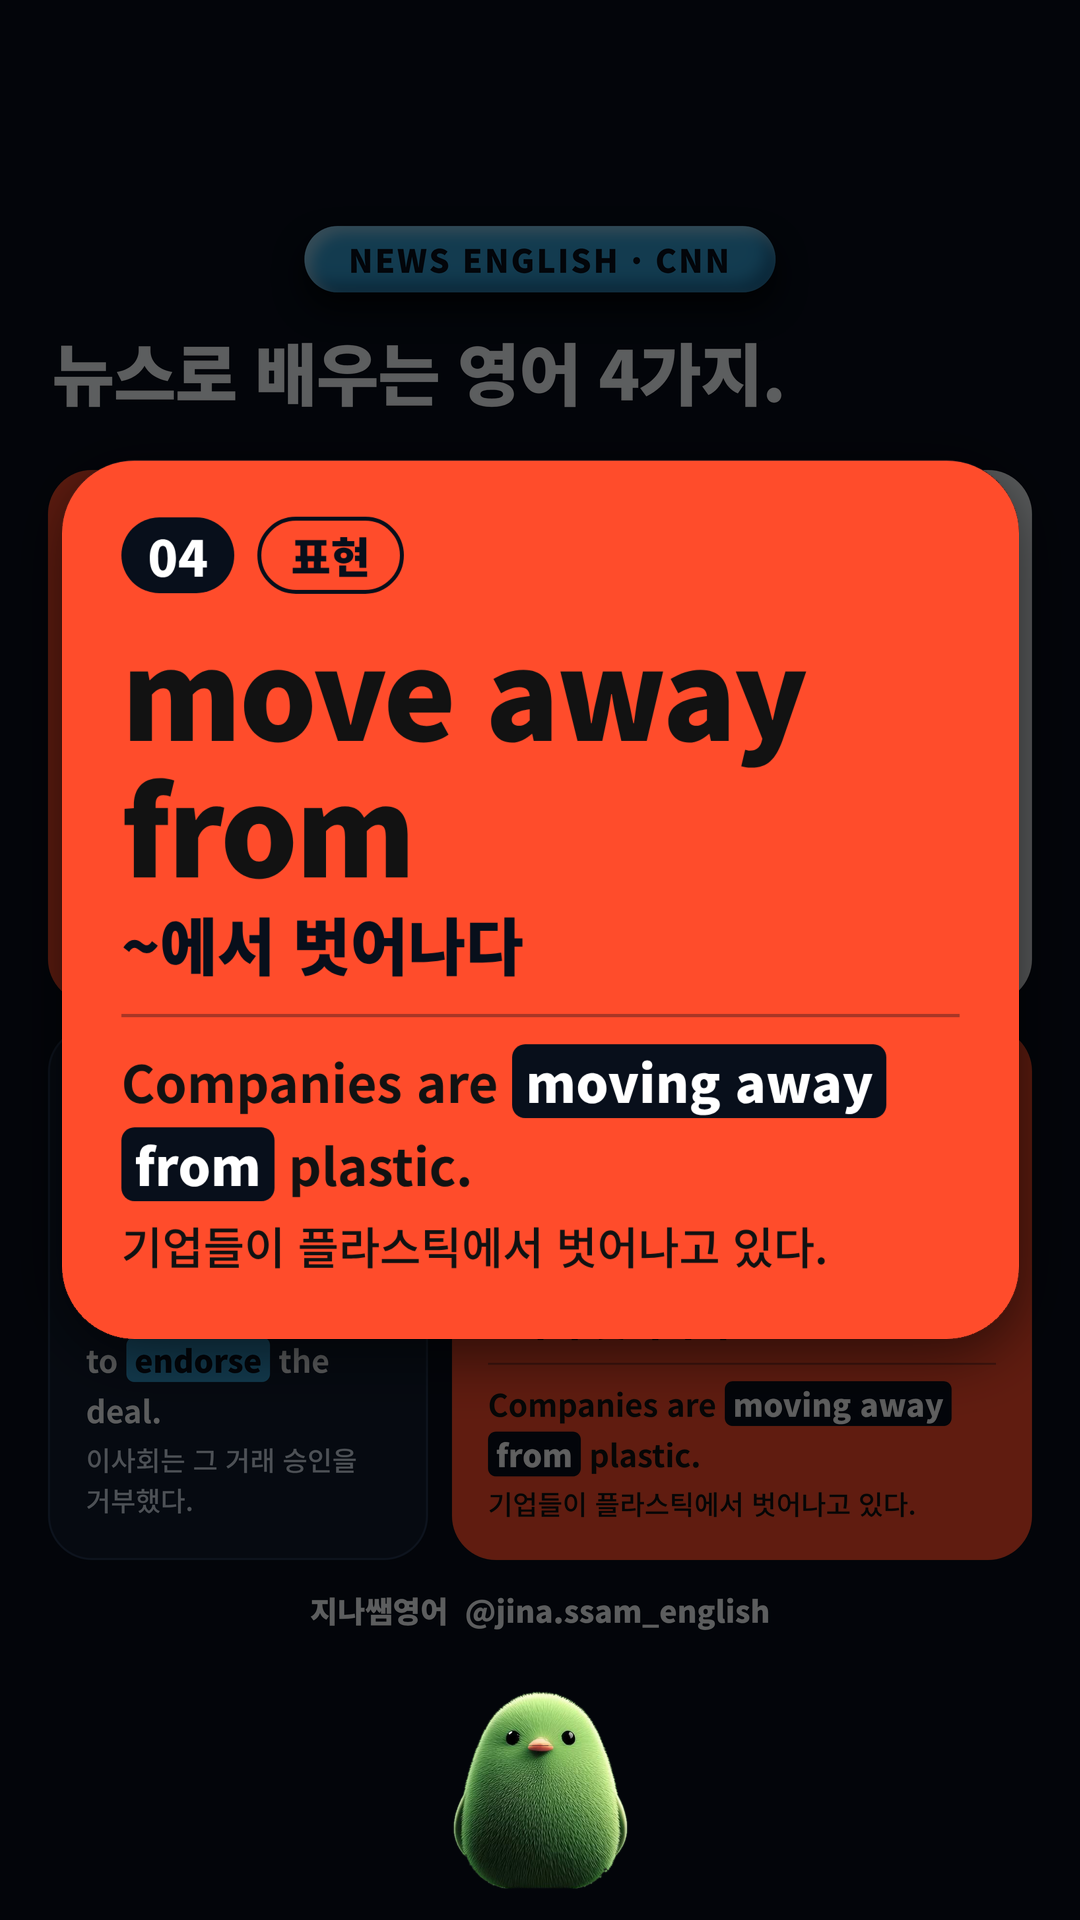 NEWS ENGLISH · CNN
뉴스로 배우는 영어 4가지.
04 표현
move away
from
~에서 벗어나다
Companies are moving away
from plastic.
기업들이 플라스틱에서 벗어나고 있다.
to endorse the
deal.
이사회는 그 거래 승인을
거부했다.
Companies are moving away
from plastic.
기업들이 플라스틱에서 벗어나고 있다.
지나쌤영어 @jina.ssam_english